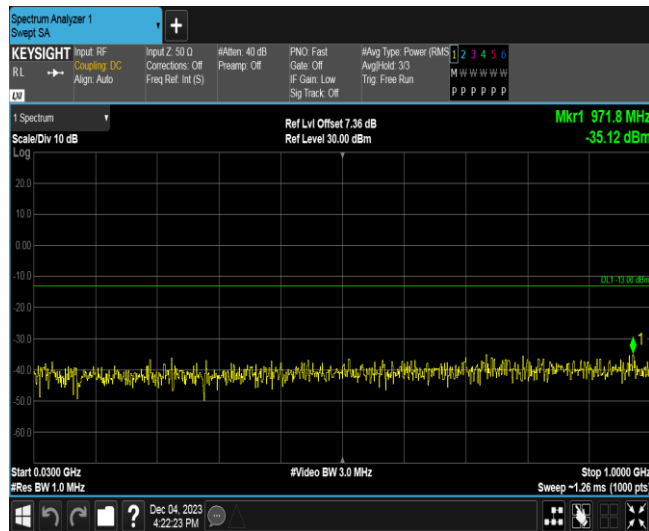 Spectrum Analyzer 1
Swept SA
+
KEYSIGHT
RL
LXI
Input: RF
Coupling: DC
Align: Auto
Input Z: 50 Ω
Corrections: Off
Freq Ref: Int (S)
#Atten: 40 dB
Preamp: Off
PNO: Fast
Gate: Off
IF Gain: Low
Sig Track: Off
#Avg Type: Power (RMS
Avg|Hold: 3/3
Trig: Free Run
1 2 3 4 5 6
M W W W W W
P P P P P P
1 Spectrum
Scale/Div 10 dB
Log
Ref Lvl Offset 7.36 dB
Ref Level 30.00 dBm
Mkr1 971.8 MHz
-35.12 dBm
20.0
10.0
0.00
-10.0
DL1 -13.00 dBm
-20.0
-30.0
1
-40.0
-50.0
-60.0
Start 0.0300 GHz
#Res BW 1.0 MHz
#Video BW 3.0 MHz
Stop 1.0000 GHz
Sweep ~1.26 ms (1000 pts)
?
Dec 04, 2023
4:22:23 PM